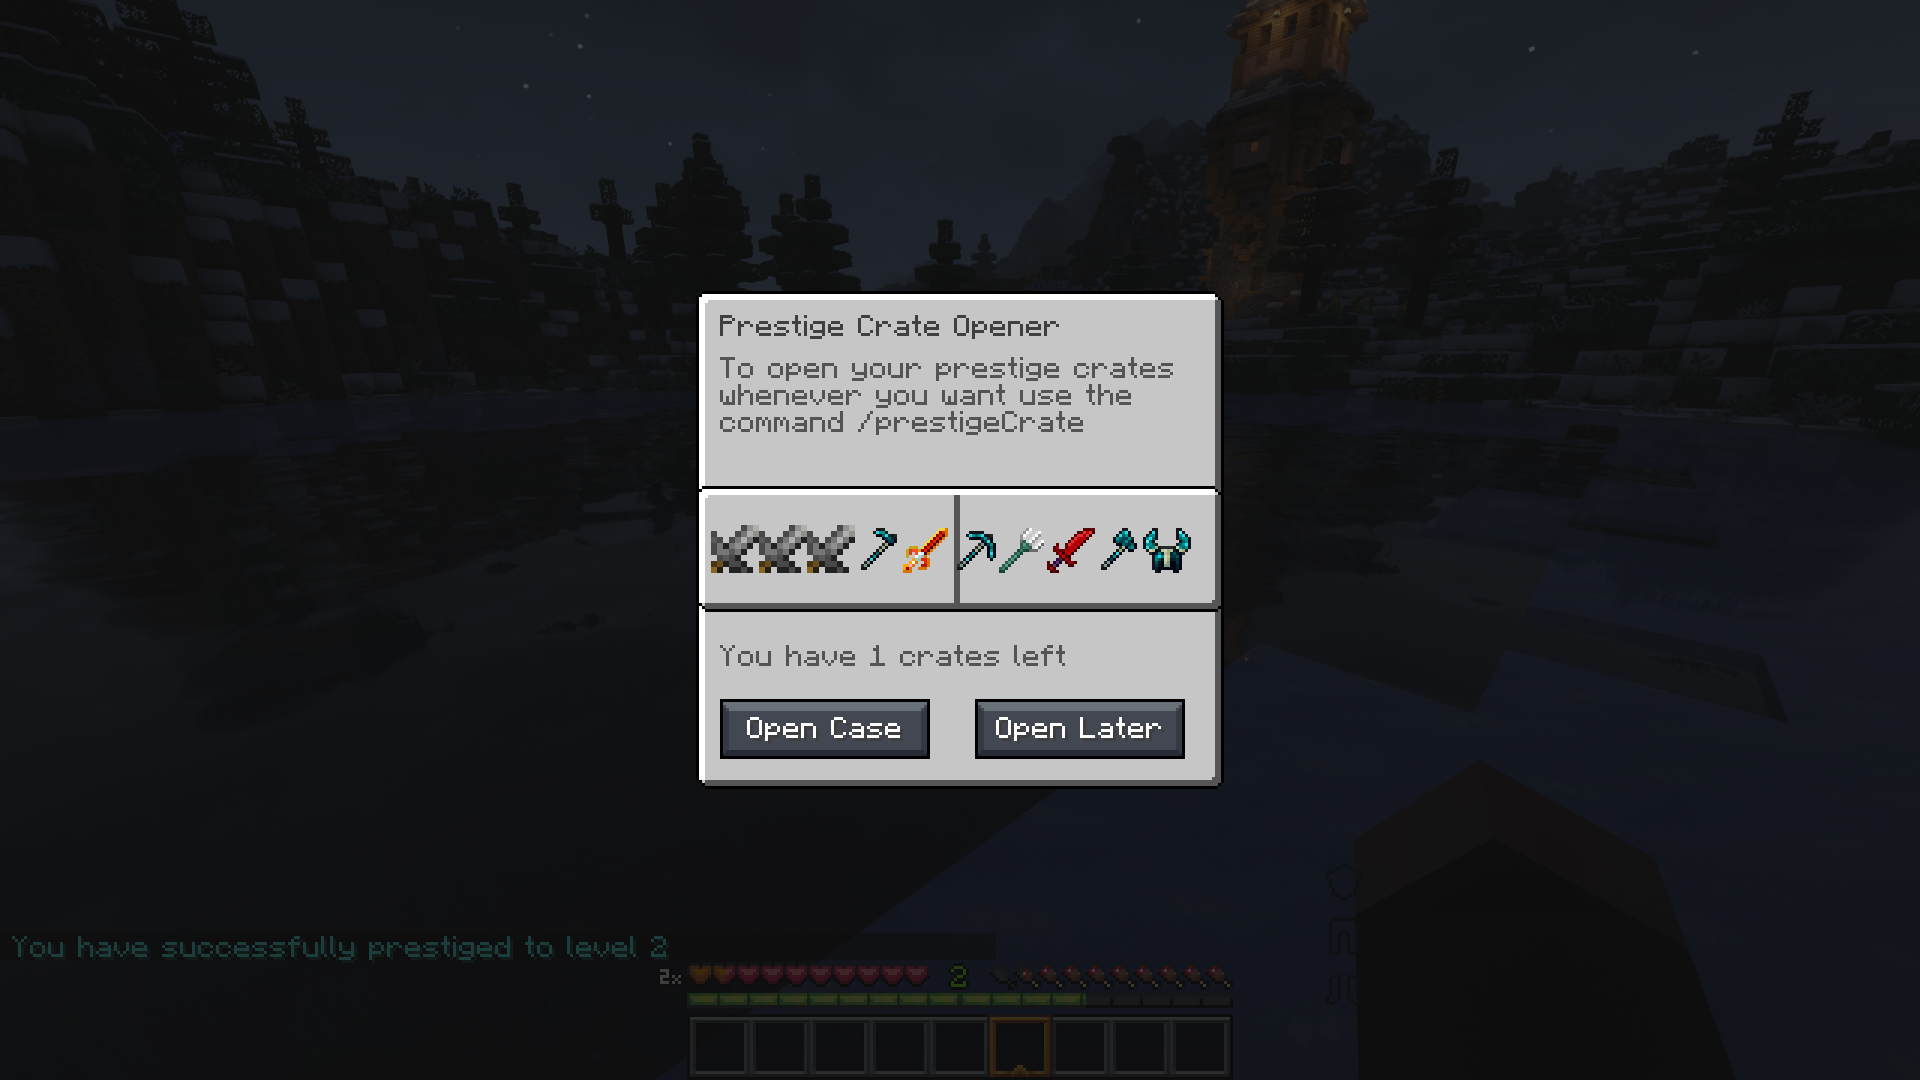 Prestige Crate Opener
To open your prestige crates
whenever you want use the
command /prestigeCrate
You have 1 crates left
Open Case
Open Later
You have successfully prestiged to level 2
2x
2